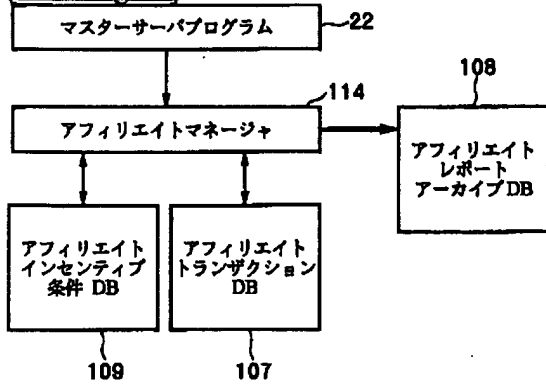 マスターサーバプログラム
22
114
108
アフィリエイトマネージャ
アフィリエイト
レポート
アーカイブDB
アフィリエイト
インセンティブ
条件 DB
アフィリエイト
トランザクション
DB
109
107